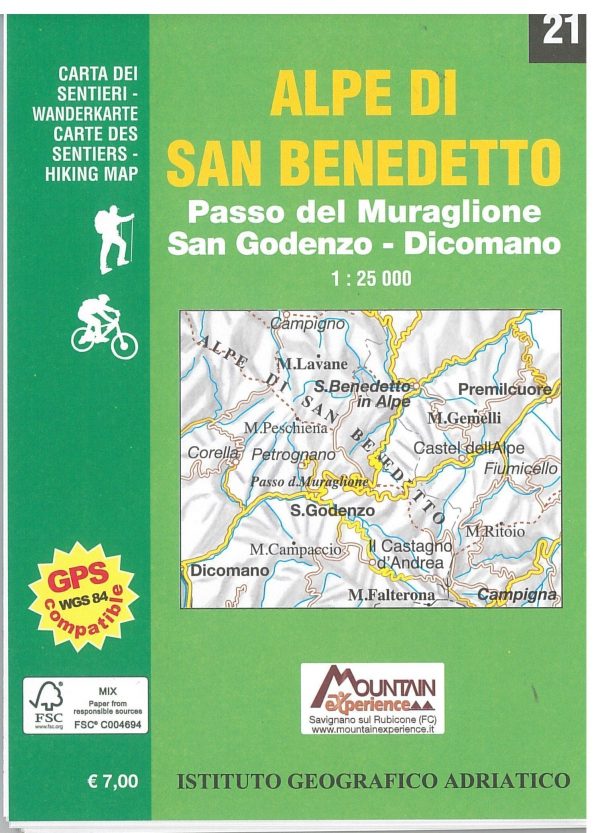 21
CARTA DEI
SENTIERI -
WANDERKARTE
CARTE DES
SENTIERS -
HIKING MAP
ALPE DI
SAN BENEDETTO
Passo del Muraglione
San Godenzo - Dicomano
1 : 25 000
Campigno
ALPE DI SAN BENEDETTO
M.Lavane
S.Benedetto
in Alpe
Premilcuore
M.Gemelli
M.Peschiena
Castel dell'Alpe
Corella
Petrognano
Fiumicello
Passo d.Muraglione
S.Godenzo
M.Ritoio
M.Campaccio
Il Castagno
d'Andrea
Dicomano
M.Falterona
Campigna
GPS
WGS 84
compatible
FSC
www.fsc.org
MIX
Paper from
responsible sources
FSC® C004694
MOUNTAIN
eXperience
Savignano sul Rubicone (FC)
www.mountainexperience.it
€ 7,00
ISTITUTO GEOGRAFICO ADRIATICO